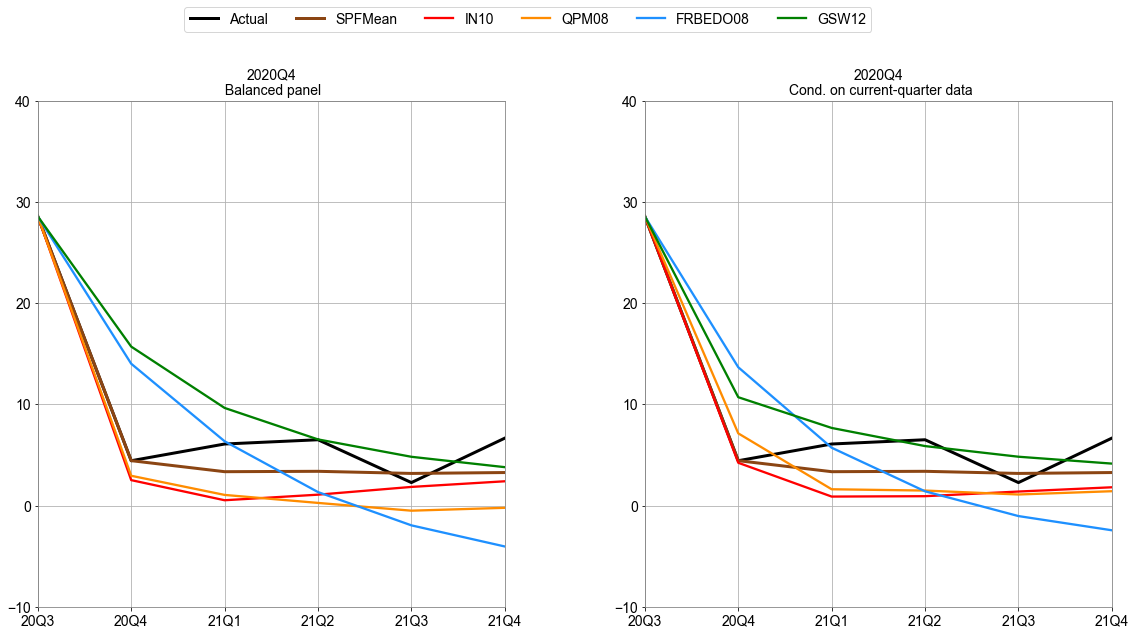 Actual SPFMean IN10 QPM08 FRBEDO08 GSW12
2020Q4
Balanced panel
40
30
20
10
0
−10
20Q3 20Q4 21Q1 21Q2 21Q3 21Q4
2020Q4
Cond. on current-quarter data
40
30
20
10
0
−10
20Q3 20Q4 21Q1 21Q2 21Q3 21Q4